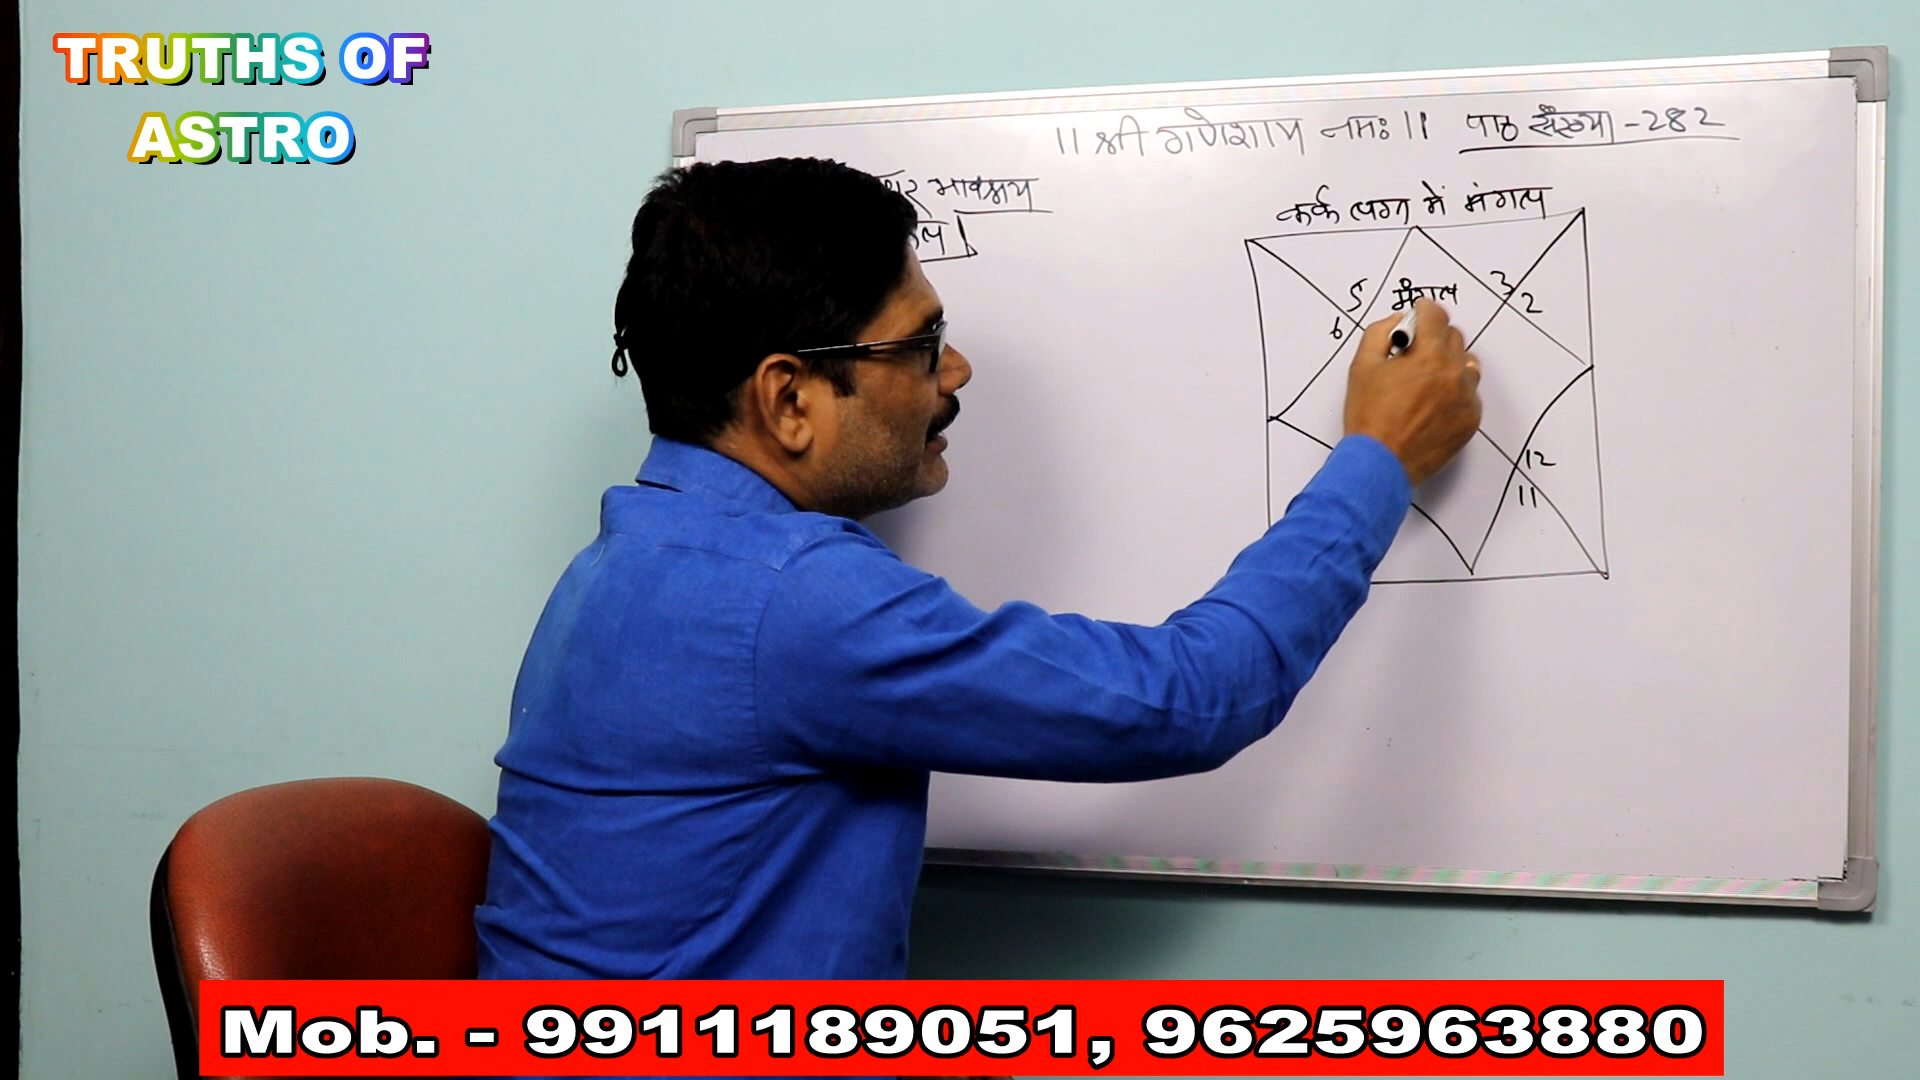 TRUTHS OF
ASTRO
॥ श्री गणेशाय नमः ॥ पाठ संख्या -282
कर्क लग्न में मंगल
5 मंगल 3
6 2
12
11
Mob. - 9911189051, 9625963880